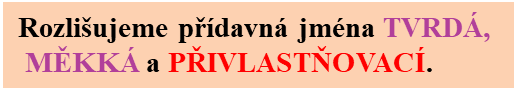 Rozlišujeme přídavná jména TVRDÁ,
MĚKKÁ a PŘIVLASTŇOVACÍ.